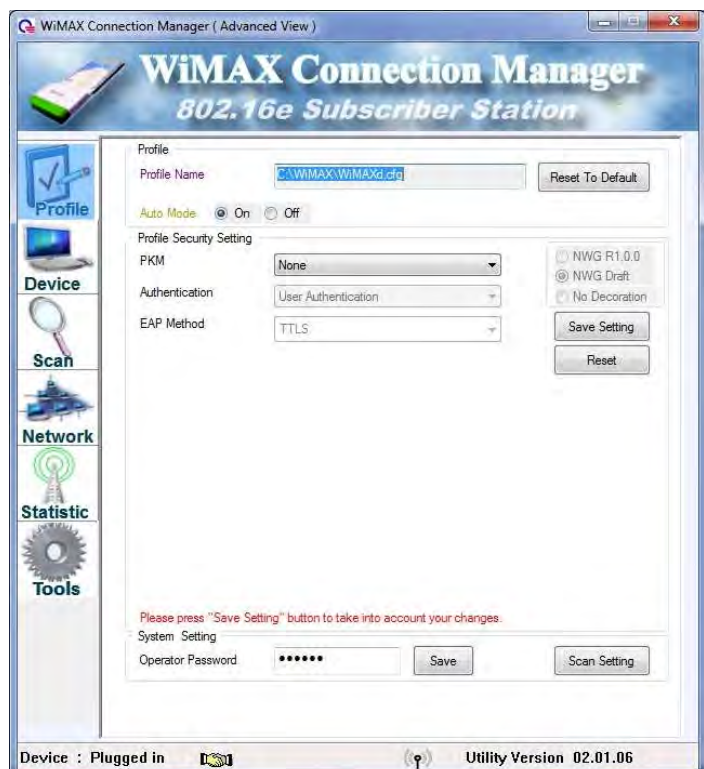 WiMAX Connection Manager ( Advanced View )
WiMAX Connection Manager
802.16e Subscriber Station
Profile
Device
Scan
Network
Statistic
Tools
Profile
Profile Name
C:\WiMAX\WiMAXd.cfg
Reset To Default
Auto Mode
On
Off
Profile Security Setting
PKM
None
NWG R1.0.0
NWG Draft
No Decoration
Authentication
User Authentication
EAP Method
TTLS
Save Setting
Reset
Please press "Save Setting" button to take into account your changes.
System Setting
Operator Password
••••••
Save
Scan Setting
Device : Plugged in
Utility Version 02.01.06